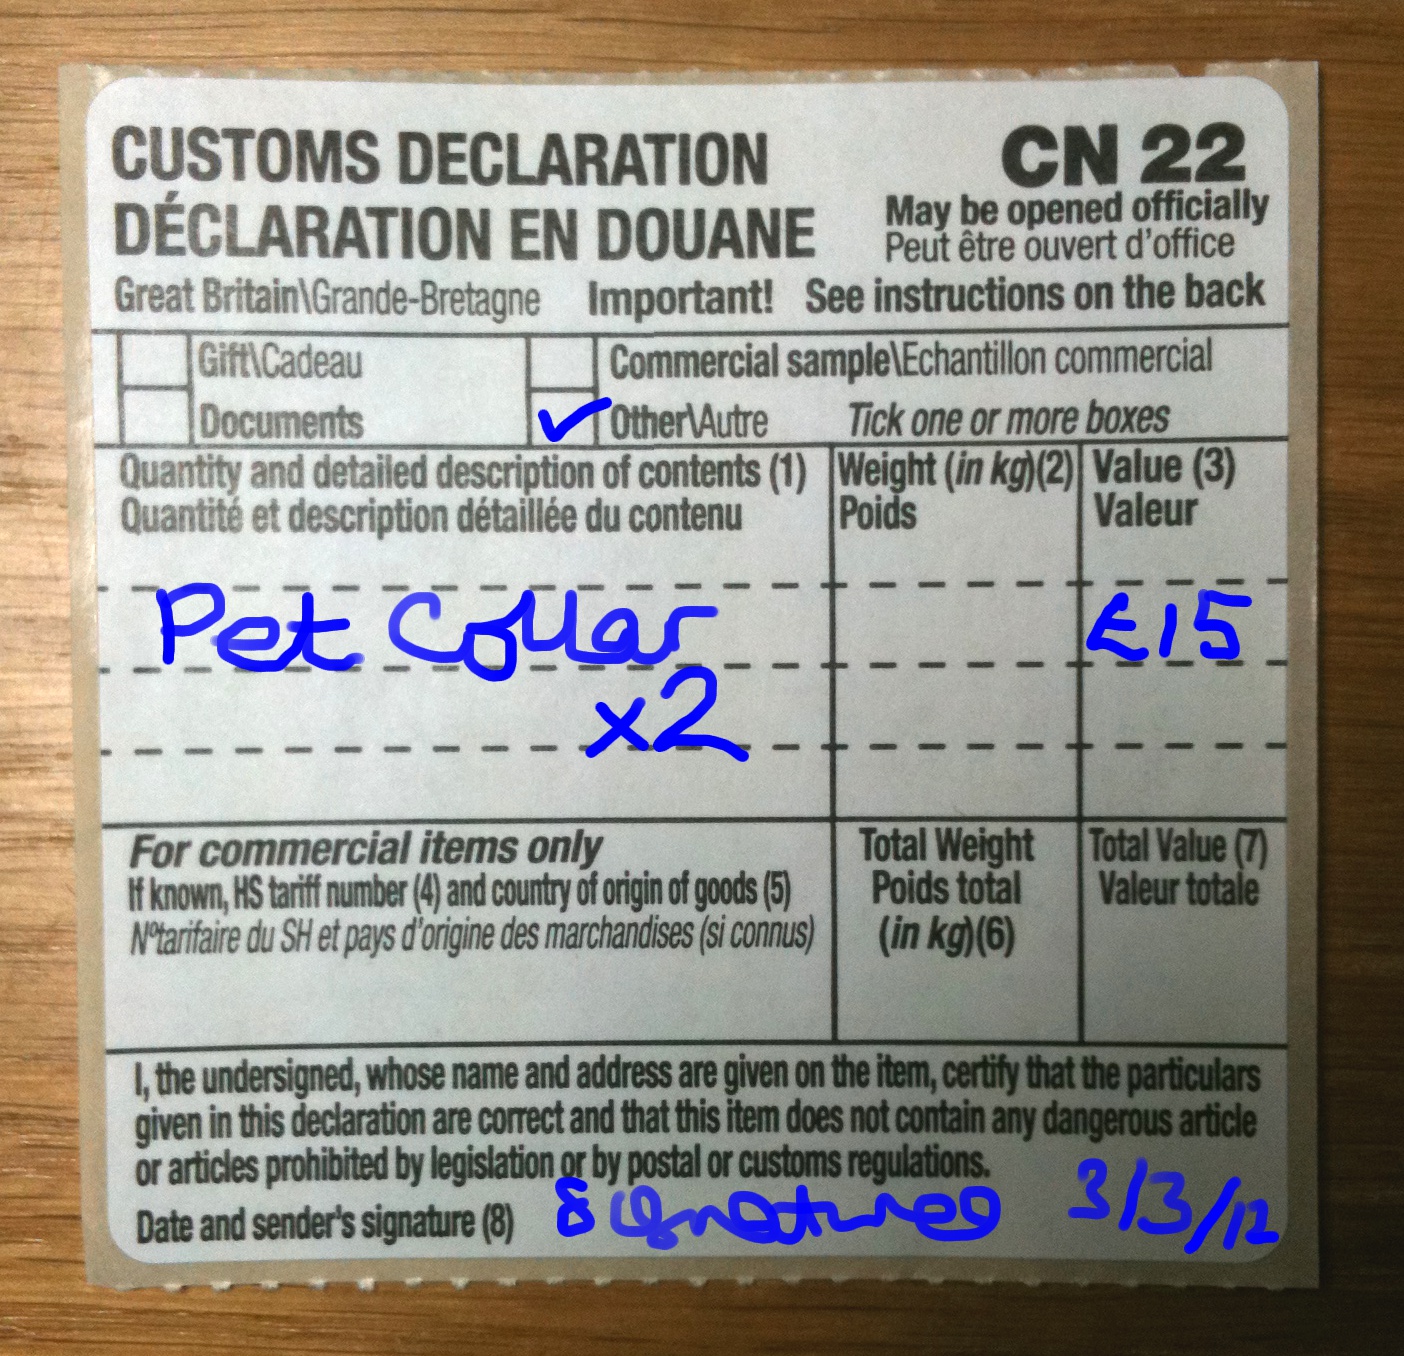 CUSTOMS DECLARATION CN 22
DÉCLARATION EN DOUANE May be opened officially
Peut être ouvert d'office
Great Britain\Grande-Bretagne Important! See instructions on the back
Gift\Cadeau Commercial sample\Echantillon commercial
Documents ✓ Other\Autre Tick one or more boxes
Quantity and detailed description of contents (1) Weight (in kg)(2) Value (3)
Quantité et description détaillée du contenu Poids Valeur
Pet Collar £15
x2
For commercial items only Total Weight Total Value (7)
If known, HS tariff number (4) and country of origin of goods (5) Poids total Valeur totale
N°tarifaire du SH et pays d'origine des marchandises (si connus) (in kg)(6)
I, the undersigned, whose name and address are given on the item, certify that the particulars
given in this declaration are correct and that this item does not contain any dangerous article
or articles prohibited by legislation or by postal or customs regulations.
Date and sender's signature (8) Signature 3/3/12